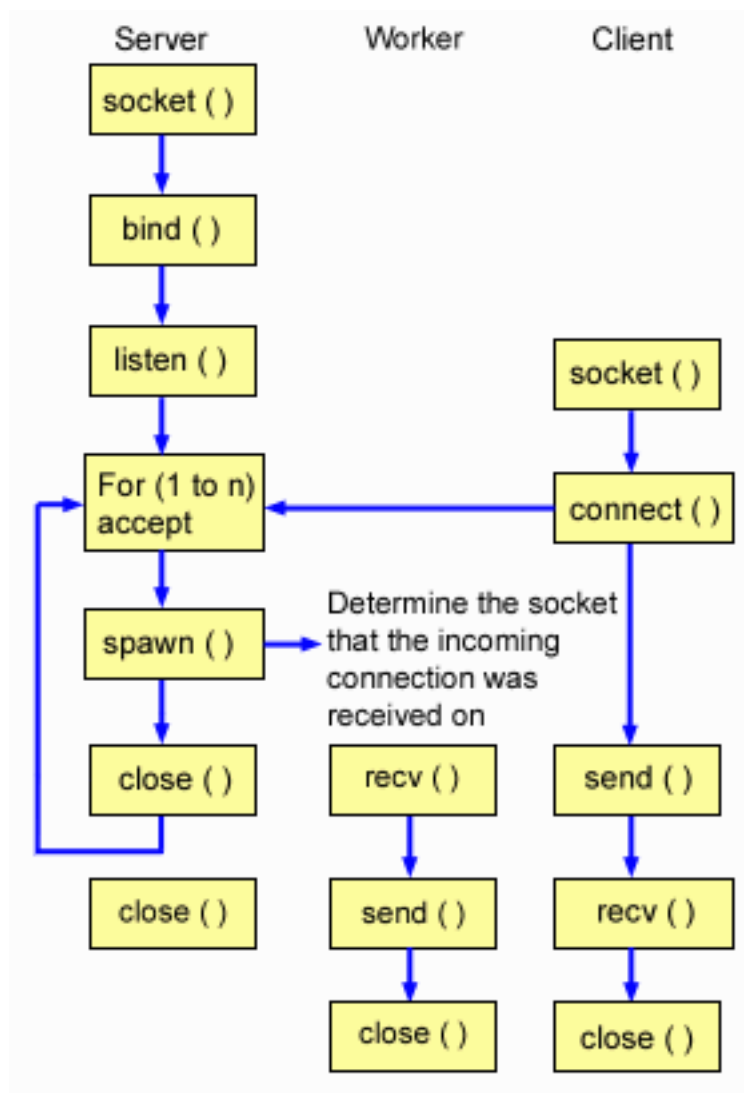 Server
Worker
Client
socket ( )
bind ( )
listen ( )
socket ( )
For (1 to n)
accept
connect ( )
spawn ( )
Determine the socket
that the incoming
connection was
received on
close ( )
recv ( )
send ( )
close ( )
send ( )
recv ( )
close ( )
close ( )